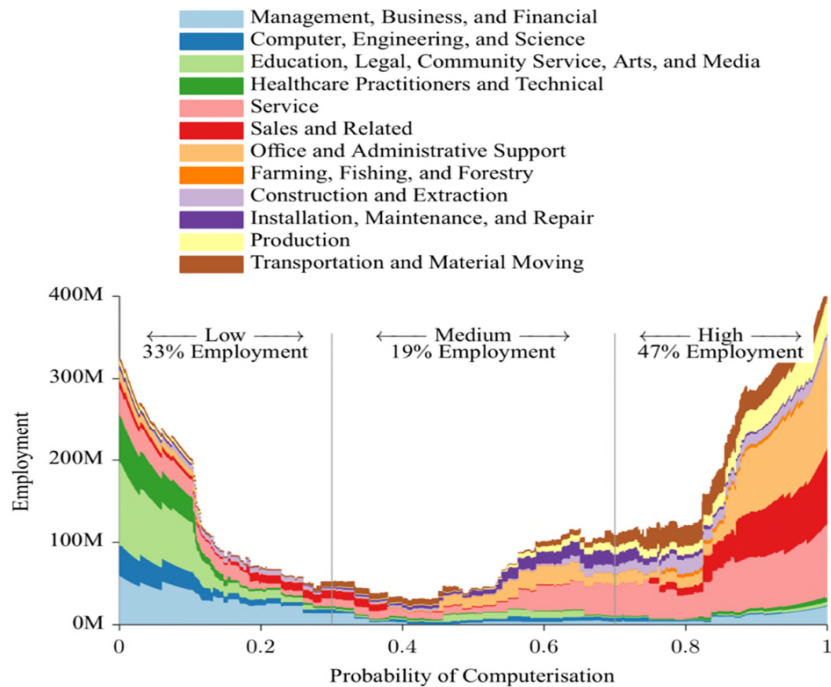 Management, Business, and Financial
Computer, Engineering, and Science
Education, Legal, Community Service, Arts, and Media
Healthcare Practitioners and Technical
Service
Sales and Related
Office and Administrative Support
Farming, Fishing, and Forestry
Construction and Extraction
Installation, Maintenance, and Repair
Production
Transportation and Material Moving
400M
300M
200M
100M
0M
Employment
← Low →
33% Employment
← Medium →
19% Employment
← High →
47% Employment
0
0.2
0.4
0.6
0.8
1
Probability of Computerisation